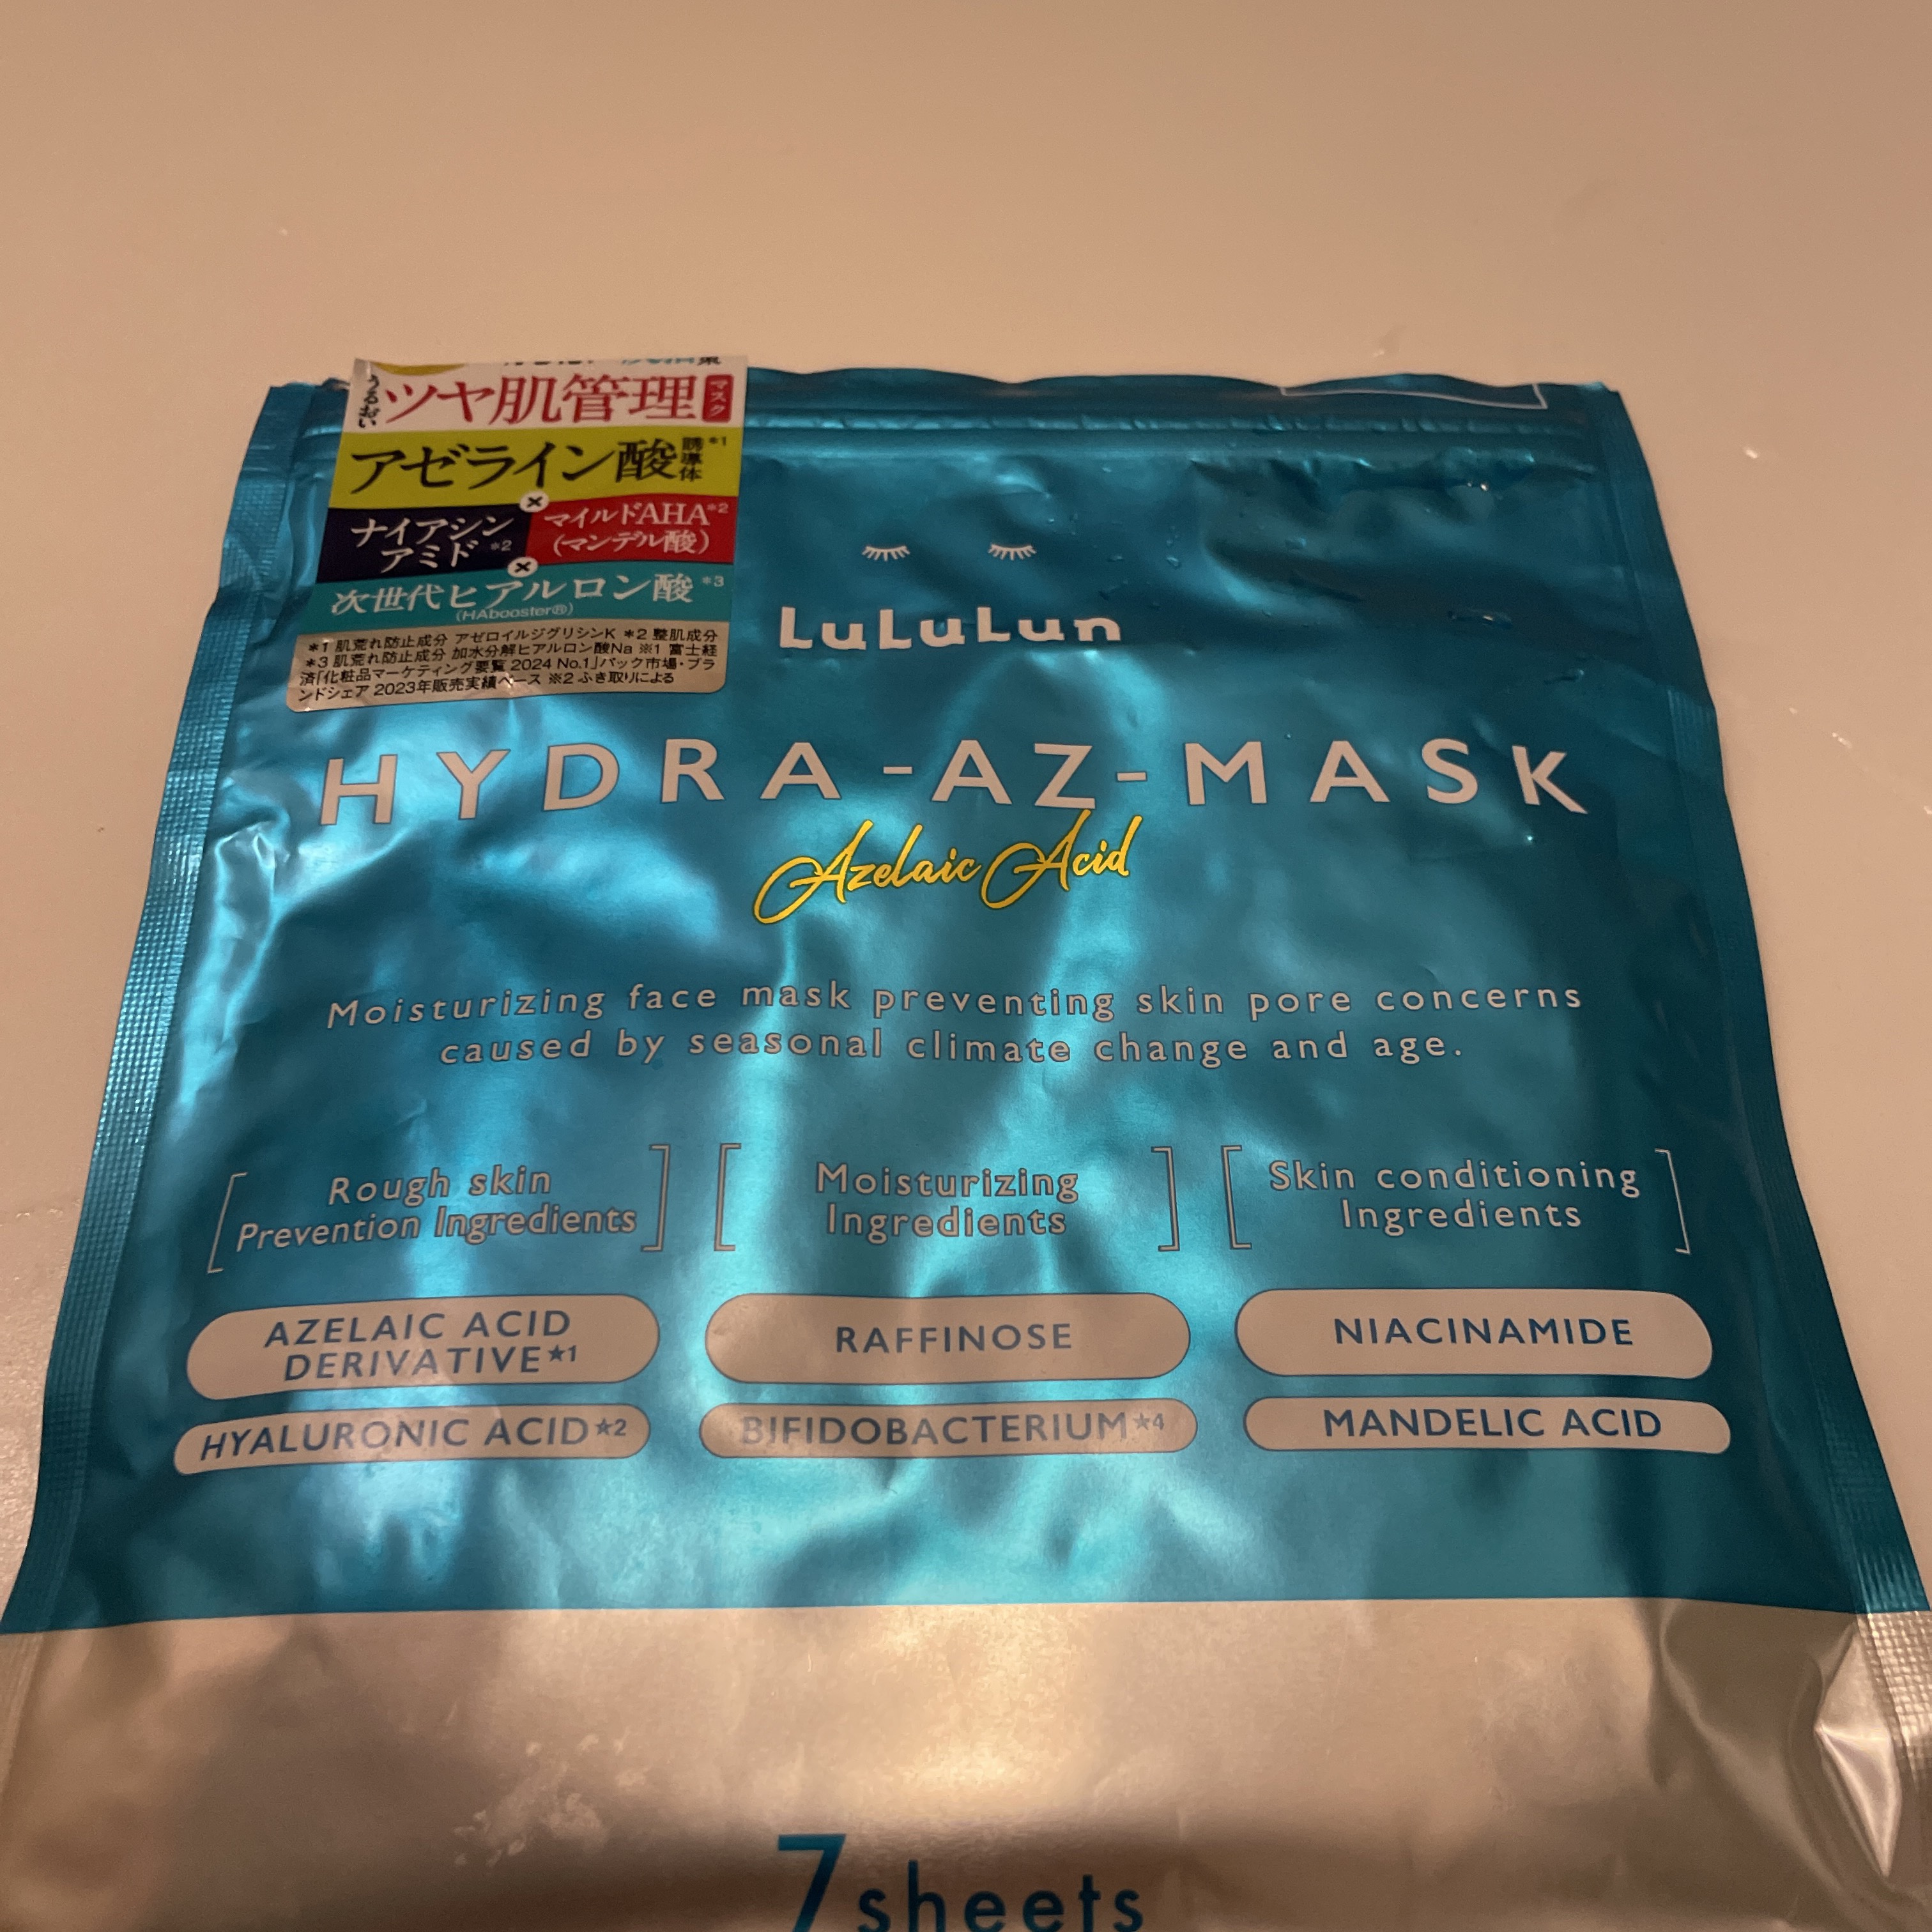 うるおい ツヤ肌管理 マスク
アゼライン酸 誘導体 *1
×
ナイアシンアミド *2
マイルドAHA*2
(マンデル酸)
×
次世代ヒアルロン酸 *3
(HAbooster®)
*1 肌荒れ防止成分 アゼロイルジグリシンK *2 整肌成分
*3 肌荒れ防止成分 加水分解ヒアルロン酸Na ※1 富士経
済「化粧品マーケティング要覧 2024 No.1」パック市場・ブラ
ンドシェア 2023年販売実績ベース ※2 ふき取りによる
LuLuLun
HYDRA-AZ-MASK
Azelaic Acid
Moisturizing face mask preventing skin pore concerns
caused by seasonal climate change and age.
Rough skin
Prevention Ingredients
Moisturizing
Ingredients
Skin conditioning
Ingredients
AZELAIC ACID
DERIVATIVE★1
RAFFINOSE
NIACINAMIDE
HYALURONIC ACID★2
BIFIDOBACTERIUM★4
MANDELIC ACID
7 sheets